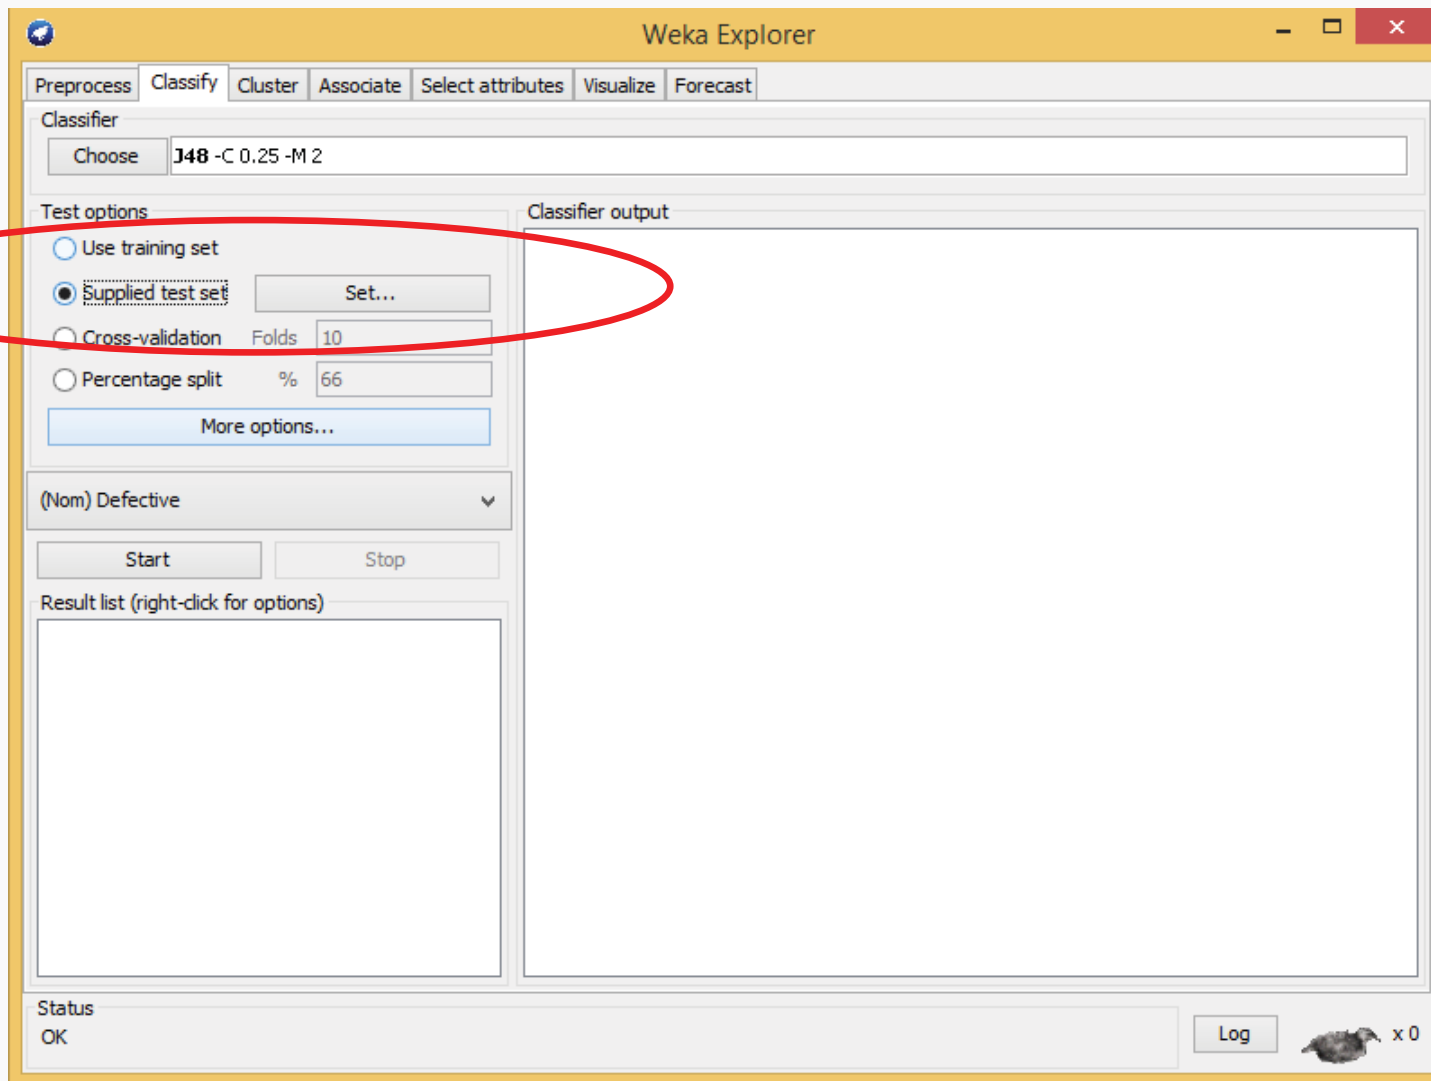 Weka Explorer
Preprocess Classify Cluster Associate Select attributes Visualize Forecast
Classifier
Choose J48 -C 0.25 -M 2
Test options
Classifier output
Use training set
Supplied test set Set...
Cross-validation Folds 10
Percentage split % 66
More options...
(Nom) Defective
Start Stop
Result list (right-click for options)
Status
OK
Log x 0